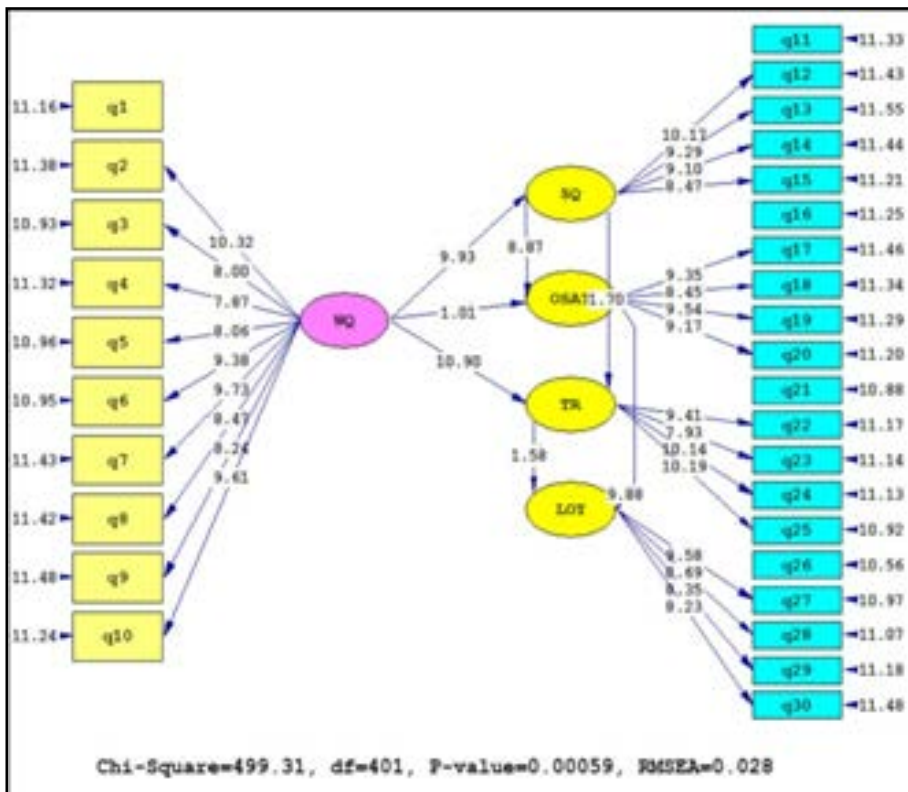 11.16 q1
11.38 q2
10.93 q3
11.32 q4
10.96 q5
10.95 q6
11.43 q7
11.42 q8
11.48 q9
11.24 q10
10.32
8.00
7.87
8.06
9.38
9.73
8.47
8.24
9.61
WQ
9.93
1.01
10.90
SQ
8.87
OSAT
1.70
TR
1.58
LOY
9.88
10.11
9.29
9.10
8.47
9.35
8.45
9.54
9.17
9.41
7.93
10.14
10.19
9.58
8.69
8.35
q11 11.33
q12 11.43
q13 11.55
q14 11.44
q15 11.21
q16 11.25
q17 11.46
q18 11.34
q19 11.29
q20 11.20
q21 10.88
q22 11.17
q23 11.14
q24 11.13
q25 10.92
q26 10.56
q27 10.97
q28 11.07
q29 11.18
q30 11.48
Chi-Square=499.31, df=401, P-value=0.00059, RMSEA=0.028